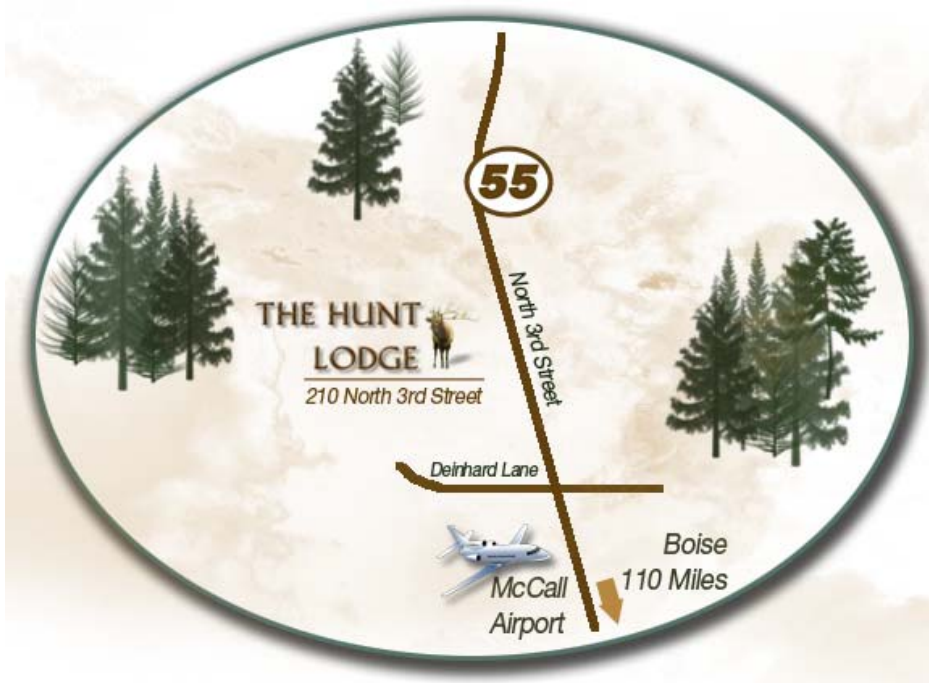 55
North 3rd Street
THE HUNT
LODGE
210 North 3rd Street
Deinhard Lane
Boise
110 Miles
McCall
Airport